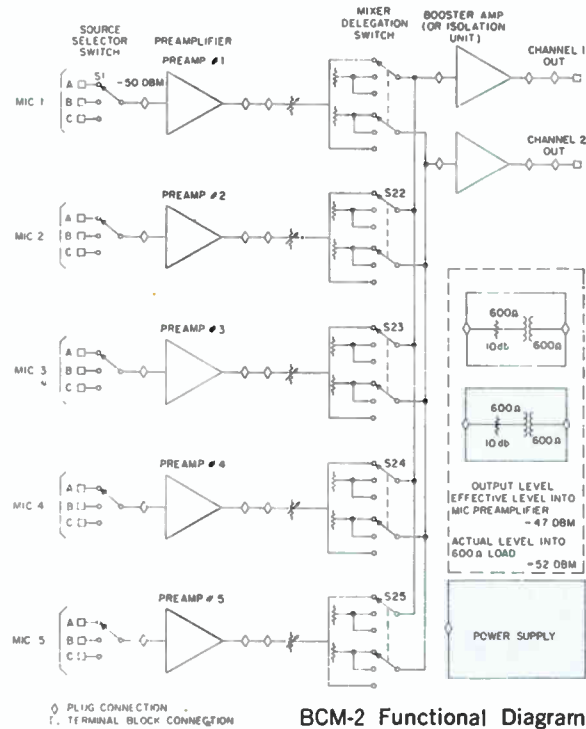 SOURCE
SELECTOR
SWITCH
PREAMPLIFIER
PREAMP #1
MIXER
DELEGATION
SWITCH
BOOSTER AMP
(OR ISOLATION
UNIT)
CHANNEL 1
OUT
CHANNEL 2
OUT
MIC 1
A
B
C
S1
-50 DBM
MIC 2
A
B
C
PREAMP #2
S22
MIC 3
A
B
C
PREAMP #3
S23
MIC 4
A
B
C
PREAMP #4
S24
MIC 5
A
B
C
PREAMP #5
S25
600Ω
10db
600Ω
600Ω
10db
600Ω
OUTPUT LEVEL
EFFECTIVE LEVEL INTO
MIC PREAMPLIFIER
-47 DBM
ACTUAL LEVEL INTO
600Ω LOAD
-52 DBM
POWER SUPPLY
PLUG CONNECTION
TERMINAL BLOCK CONNECTION
BCM-2 Functional Diagram